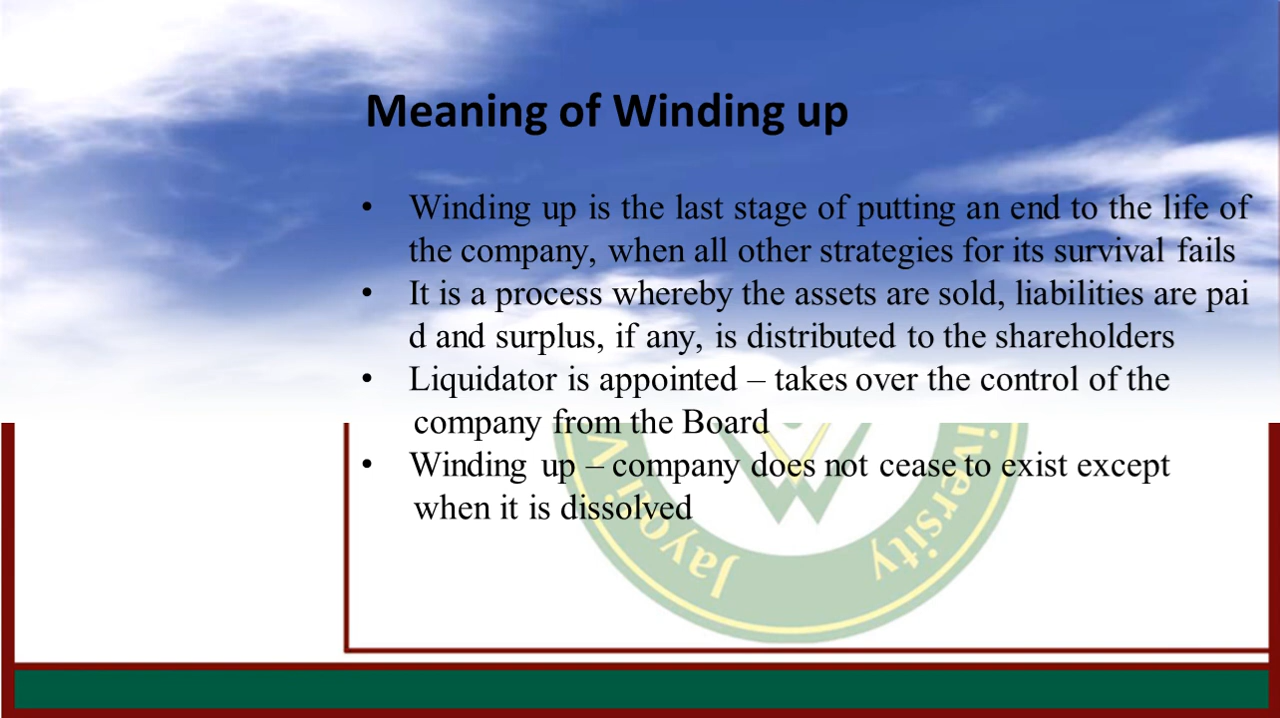 Meaning of Winding up
• Winding up is the last stage of putting an end to the life of
the company, when all other strategies for its survival fails
• It is a process whereby the assets are sold, liabilities are pai
d and surplus, if any, is distributed to the shareholders
• Liquidator is appointed – takes over the control of the
company from the Board
• Winding up – company does not cease to exist except
when it is dissolved